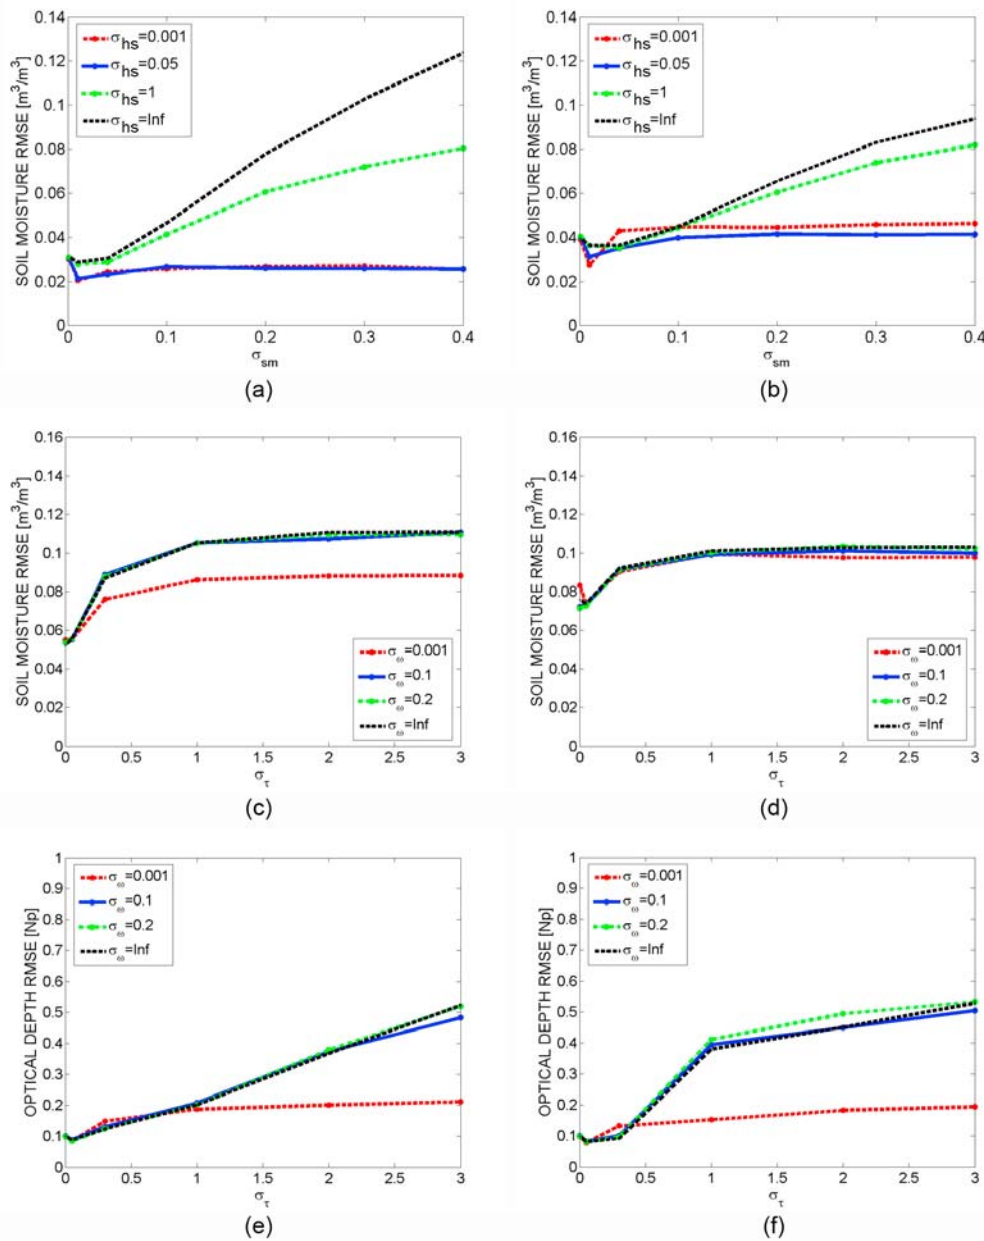 0.14
0.12
0.1
0.08
0.06
0.04
0.02
0
SOIL MOISTURE RMSE [m³/m³]
σhs=0.001
σhs=0.05
σhs=1
σhs=Inf
0 0.1 0.2 0.3 0.4
σsm
(a)
0.14
0.12
0.1
0.08
0.06
0.04
0.02
0
SOIL MOISTURE RMSE [m³/m³]
σhs=0.001
σhs=0.05
σhs=1
σhs=Inf
0 0.1 0.2 0.3 0.4
σsm
(b)
0.16
0.14
0.12
0.1
0.08
0.06
0.04
0.02
0
SOIL MOISTURE RMSE [m³/m³]
σω=0.001
σω=0.1
σω=0.2
σω=Inf
0 0.5 1 1.5 2 2.5 3
στ
(c)
0.16
0.14
0.12
0.1
0.08
0.06
0.04
0.02
0
SOIL MOISTURE RMSE [m³/m³]
σω=0.001
σω=0.1
σω=0.2
σω=Inf
0 0.5 1 1.5 2 2.5 3
στ
(d)
1
0.9
0.8
0.7
0.6
0.5
0.4
0.3
0.2
0.1
0
OPTICAL DEPTH RMSE [Np]
σω=0.001
σω=0.1
σω=0.2
σω=Inf
0 0.5 1 1.5 2 2.5 3
στ
(e)
1
0.9
0.8
0.7
0.6
0.5
0.4
0.3
0.2
0.1
0
OPTICAL DEPTH RMSE [Np]
σω=0.001
σω=0.1
σω=0.2
σω=Inf
0 0.5 1 1.5 2 2.5 3
στ
(f)